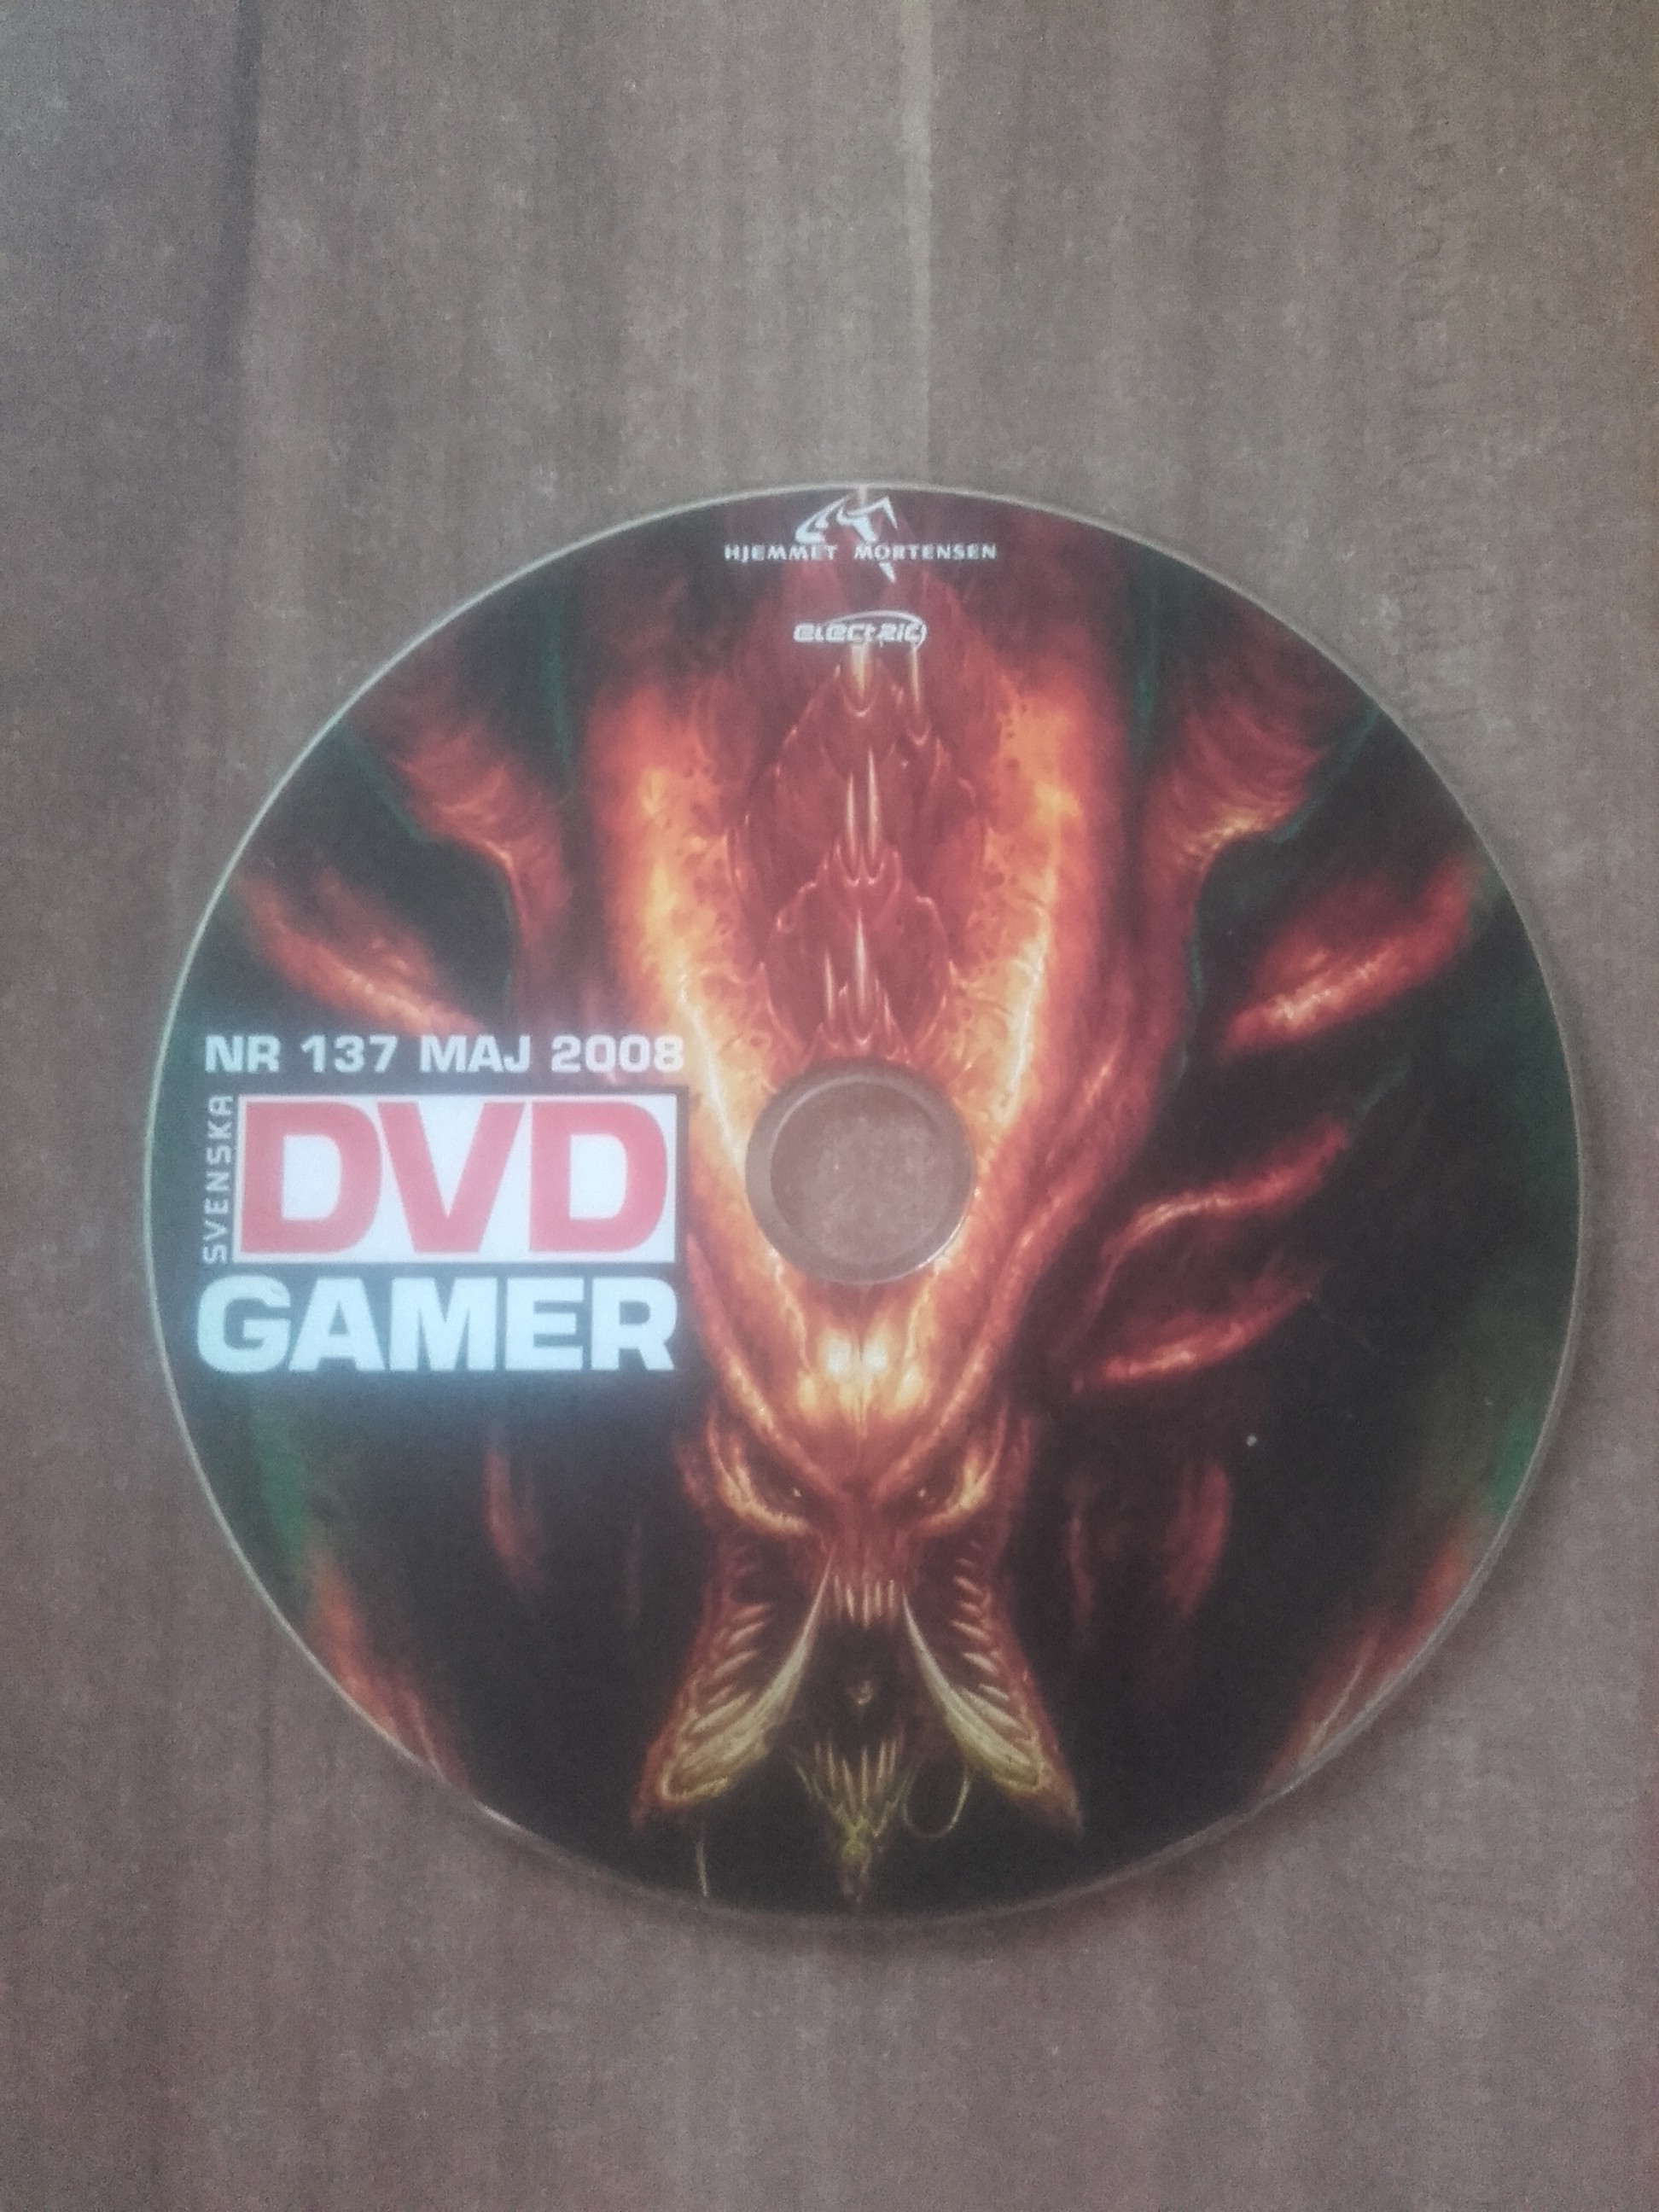 HJEMMET MORTENSEN
electric
NR 137 MAJ 2008
SVENSKA
DVD
GAMER